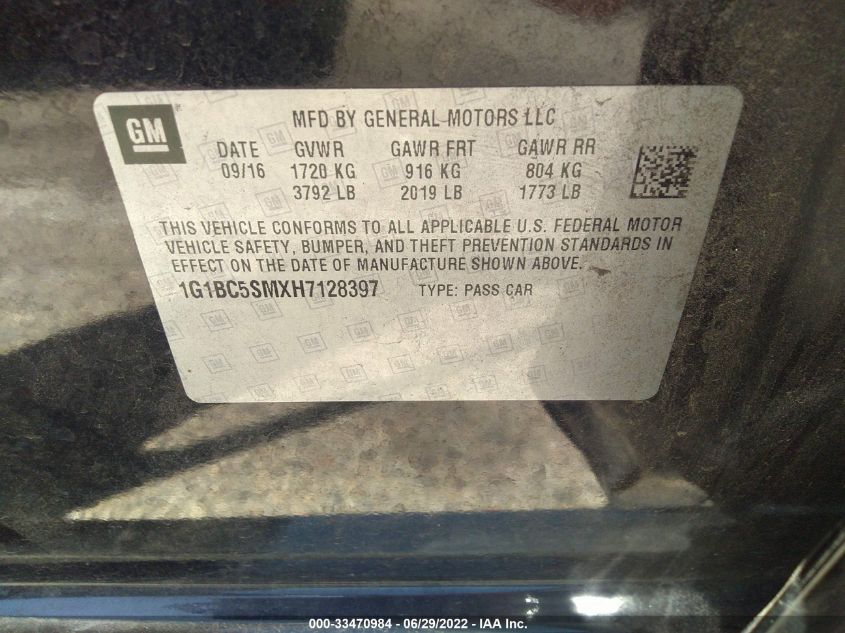 GM
MFD BY GENERAL MOTORS LLC
DATE GVWR GAWR FRT GAWR RR
09/16 1720 KG 916 KG 804 KG
3792 LB 2019 LB 1773 LB
THIS VEHICLE CONFORMS TO ALL APPLICABLE U.S. FEDERAL MOTOR
VEHICLE SAFETY, BUMPER, AND THEFT PREVENTION STANDARDS IN
EFFECT ON THE DATE OF MANUFACTURE SHOWN ABOVE.
1G1BC5SMXH7128397 TYPE: PASS CAR
000-33470984 - 06/29/2022 - IAA Inc.